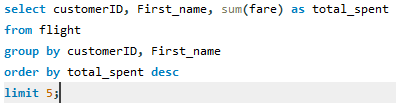 select customerID, First_name, sum(fare) as total_spent
from flight
group by customerID, First_name
order by total_spent desc
limit 5;